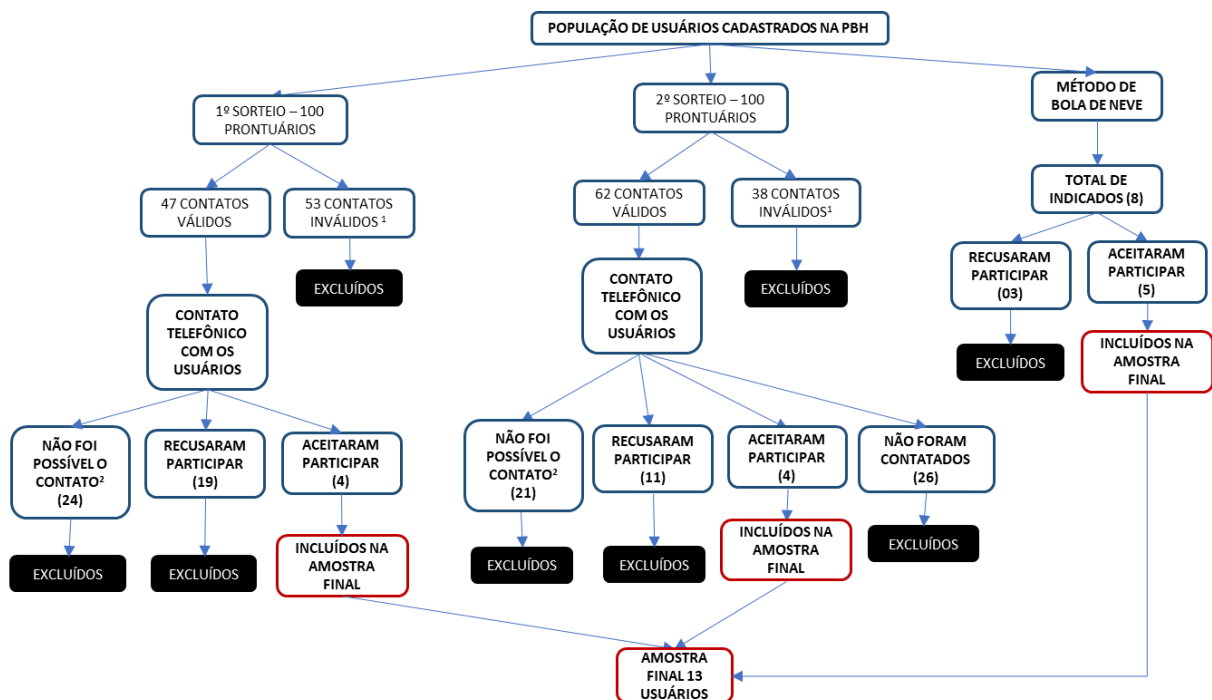 POPULAÇÃO DE USUÁRIOS CADASTRADOS NA PBH
1º SORTEIO – 100
PRONTUÁRIOS
47 CONTATOS
VÁLIDOS
53 CONTATOS
INVÁLIDOS ¹
EXCLUÍDOS
CONTATO
TELEFÔNICO
COM OS
USUÁRIOS
NÃO FOI
POSSÍVEL O
CONTATO²
(24)
RECUSARAM
PARTICIPAR
(19)
ACEITARAM
PARTICIPAR
(4)
EXCLUÍDOS
EXCLUÍDOS
INCLUÍDOS NA
AMOSTRA
FINAL
2º SORTEIO – 100
PRONTUÁRIOS
62 CONTATOS
VÁLIDOS
38 CONTATOS
INVÁLIDOS¹
EXCLUÍDOS
CONTATO
TELEFÔNICO
COM OS
USUÁRIOS
NÃO FOI
POSSÍVEL O
CONTATO²
(21)
RECUSARAM
PARTICIPAR
(11)
ACEITARAM
PARTICIPAR
(4)
NÃO FORAM
CONTATADOS
(26)
EXCLUÍDOS
EXCLUÍDOS
INCLUÍDOS NA
AMOSTRA
FINAL
EXCLUÍDOS
MÉTODO DE
BOLA DE NEVE
TOTAL DE
INDICADOS (8)
RECUSARAM
PARTICIPAR
(03)
ACEITARAM
PARTICIPAR
(5)
EXCLUÍDOS
INCLUÍDOS NA
AMOSTRA
FINAL
AMOSTRA
FINAL 13
USUÁRIOS